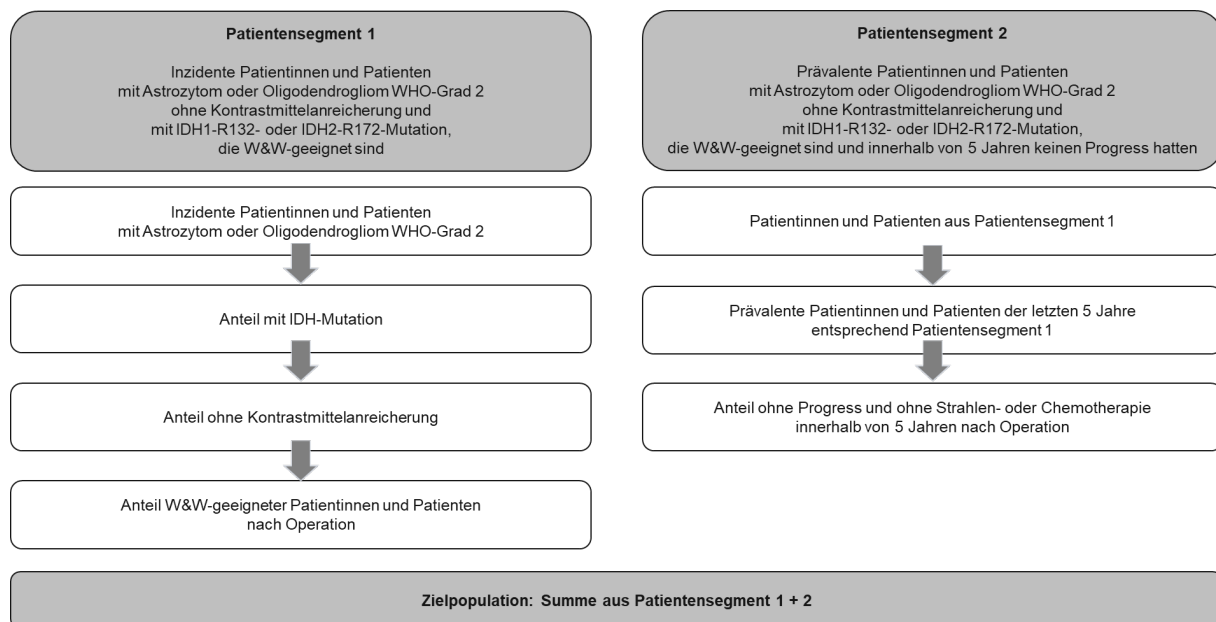 Patientensegment 1
Inzidente Patientinnen und Patienten
mit Astrozytom oder Oligodendrogliom WHO-Grad 2
ohne Kontrastmittelanreicherung und
mit IDH1-R132- oder IDH2-R172-Mutation,
die W&W-geeignet sind
Inzidente Patientinnen und Patienten
mit Astrozytom oder Oligodendrogliom WHO-Grad 2
Anteil mit IDH-Mutation
Anteil ohne Kontrastmittelanreicherung
Anteil W&W-geeigneter Patientinnen und Patienten
nach Operation
Patientensegment 2
Prävalente Patientinnen und Patienten
mit Astrozytom oder Oligodendrogliom WHO-Grad 2
ohne Kontrastmittelanreicherung und
mit IDH1-R132- oder IDH2-R172-Mutation,
die W&W-geeignet sind und innerhalb von 5 Jahren keinen Progress hatten
Patientinnen und Patienten aus Patientensegment 1
Prävalente Patientinnen und Patienten der letzten 5 Jahre
entsprechend Patientensegment 1
Anteil ohne Progress und ohne Strahlen- oder Chemotherapie
innerhalb von 5 Jahren nach Operation
Zielpopulation: Summe aus Patientensegment 1 + 2